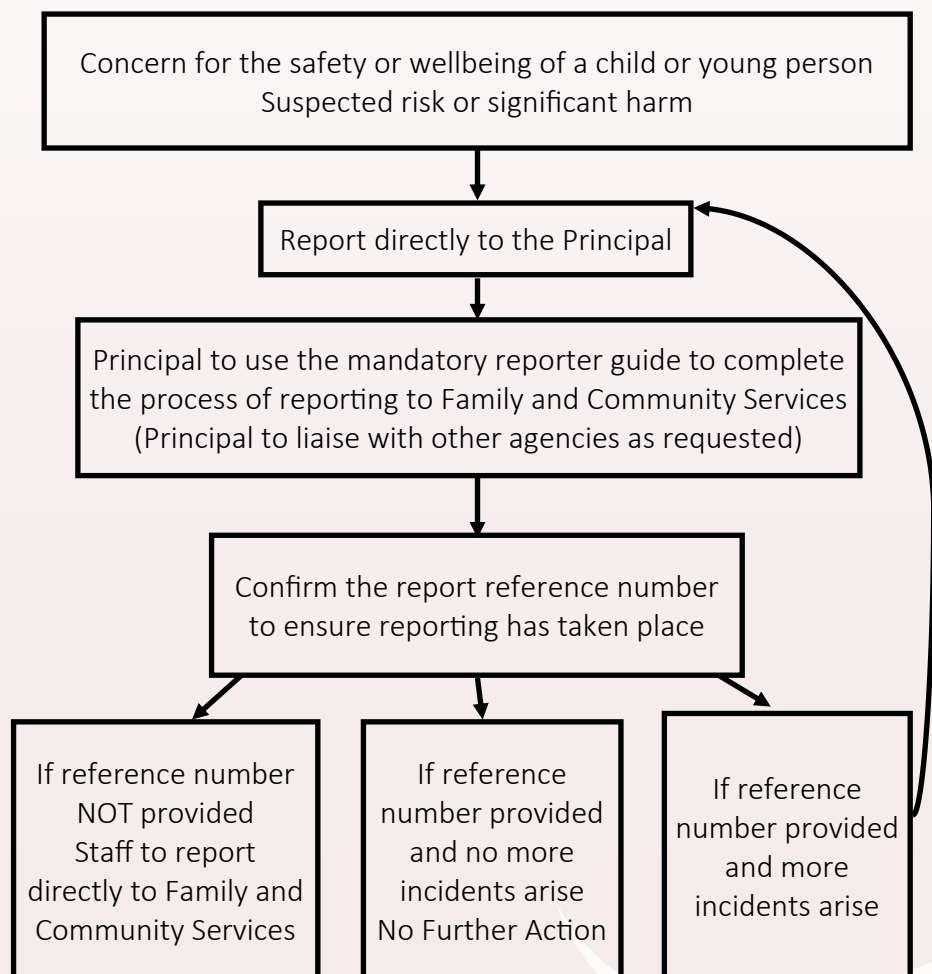 Concern for the safety or wellbeing of a child or young person
Suspected risk or significant harm
Report directly to the Principal
Principal to use the mandatory reporter guide to complete
the process of reporting to Family and Community Services
(Principal to liaise with other agencies as requested)
Confirm the report reference number
to ensure reporting has taken place
If reference number
NOT provided
Staff to report
directly to Family and
Community Services
If reference
number provided
and no more
incidents arise
No Further Action
If reference
number provided
and more
incidents arise